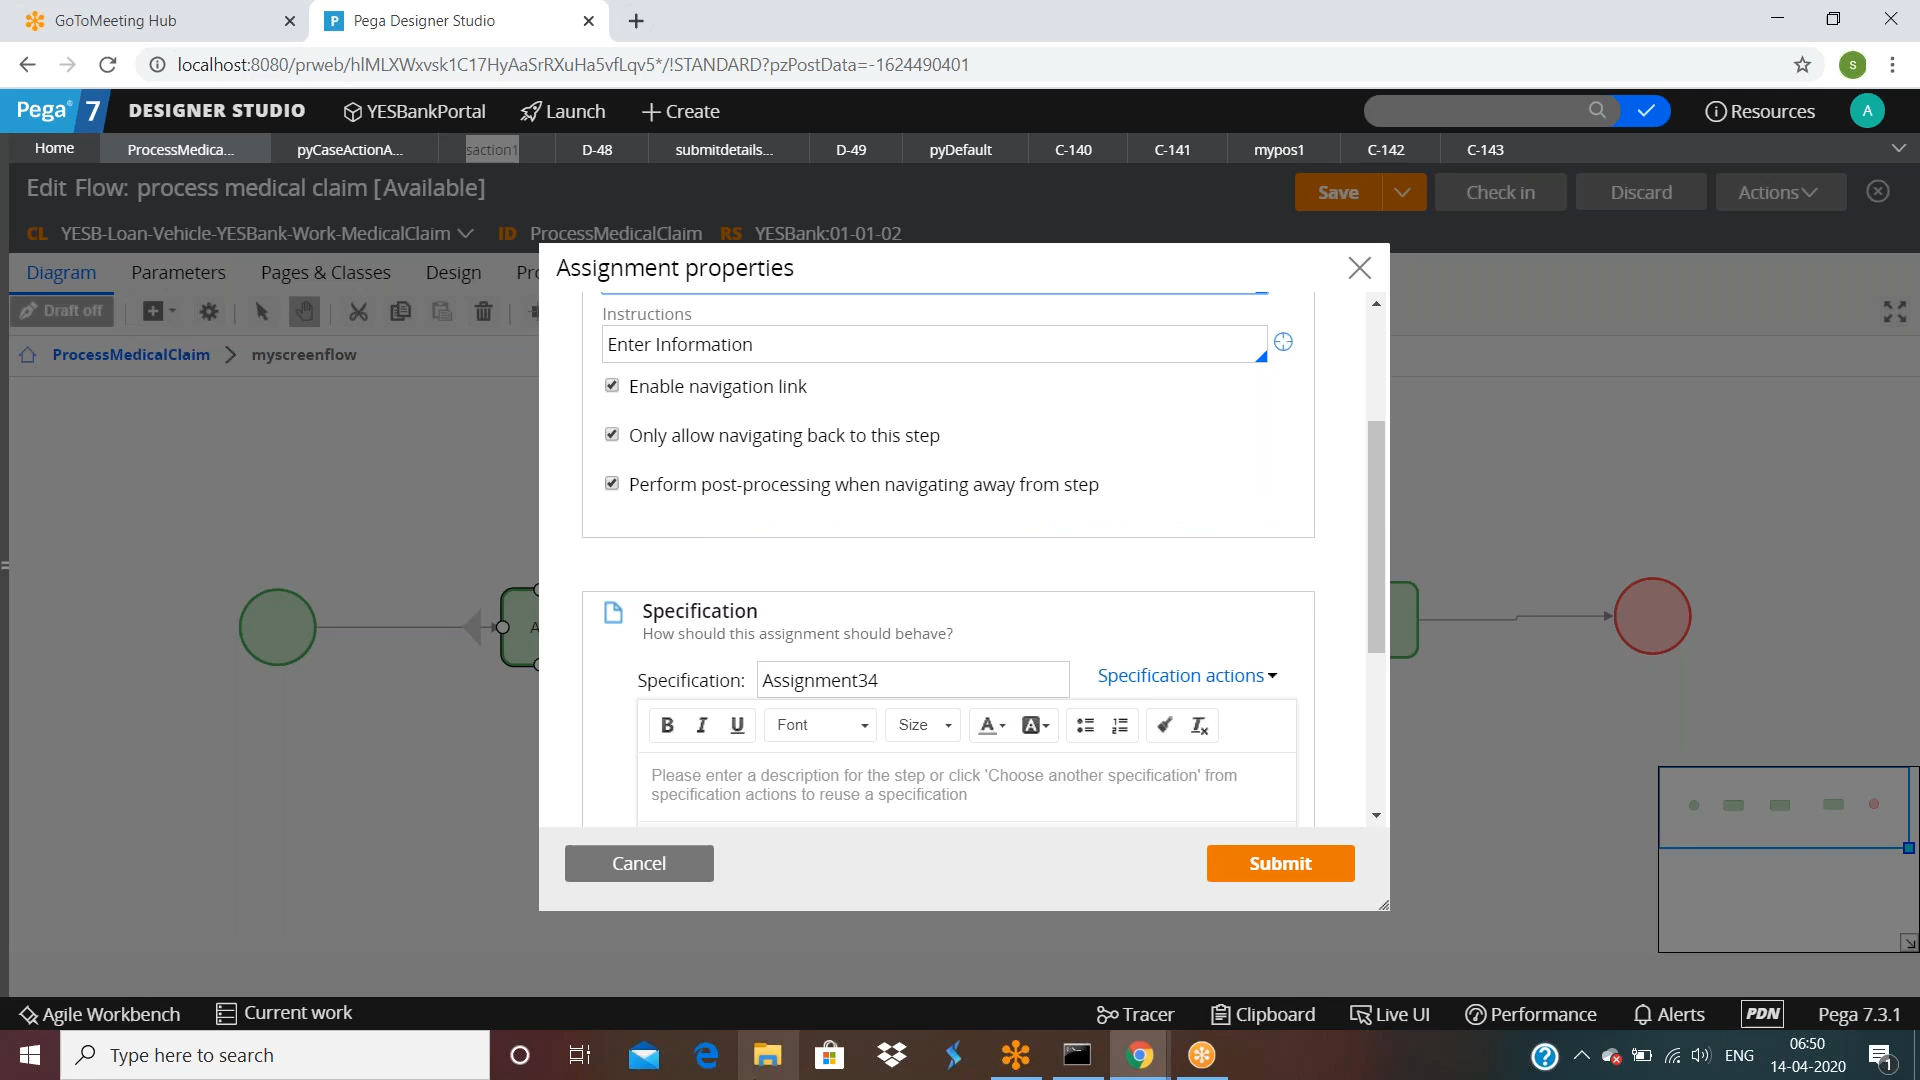 GoToMeeting Hub
Pega Designer Studio
localhost:8080/prweb/hlMLXWxvsk1C17HyAaSrRXuHa5vfLqv5*/!STANDARD?pzPostData=-1624490401
s
Pega 7 DESIGNER STUDIO YESBankPortal Launch Create Resources A
Home ProcessMedica... pyCaseActionA... saction1 D-48 submitdetails... D-49 pyDefault C-140 C-141 mypos1 C-142 C-143
Edit Flow: process medical claim [Available]
Save Check in Discard Actions
CL YESB-Loan-Vehicle-YESBank-Work-MedicalClaim ID ProcessMedicalClaim RS YESBank:01-01-02
Diagram Parameters Pages & Classes Design
Draft off
ProcessMedicalClaim myscreenflow
Assignment properties
Instructions
Enter Information
Enable navigation link
Only allow navigating back to this step
Perform post-processing when navigating away from step
Specification
How should this assignment should behave?
Specification: Assignment34 Specification actions
B I U Font Size A A
Please enter a description for the step or click 'Choose another specification' from
specification actions to reuse a specification
Cancel Submit
Agile Workbench Current work Tracer Clipboard Live UI Performance Alerts PDN Pega 7.3.1
Type here to search
ENG
06:50
14-04-2020
1